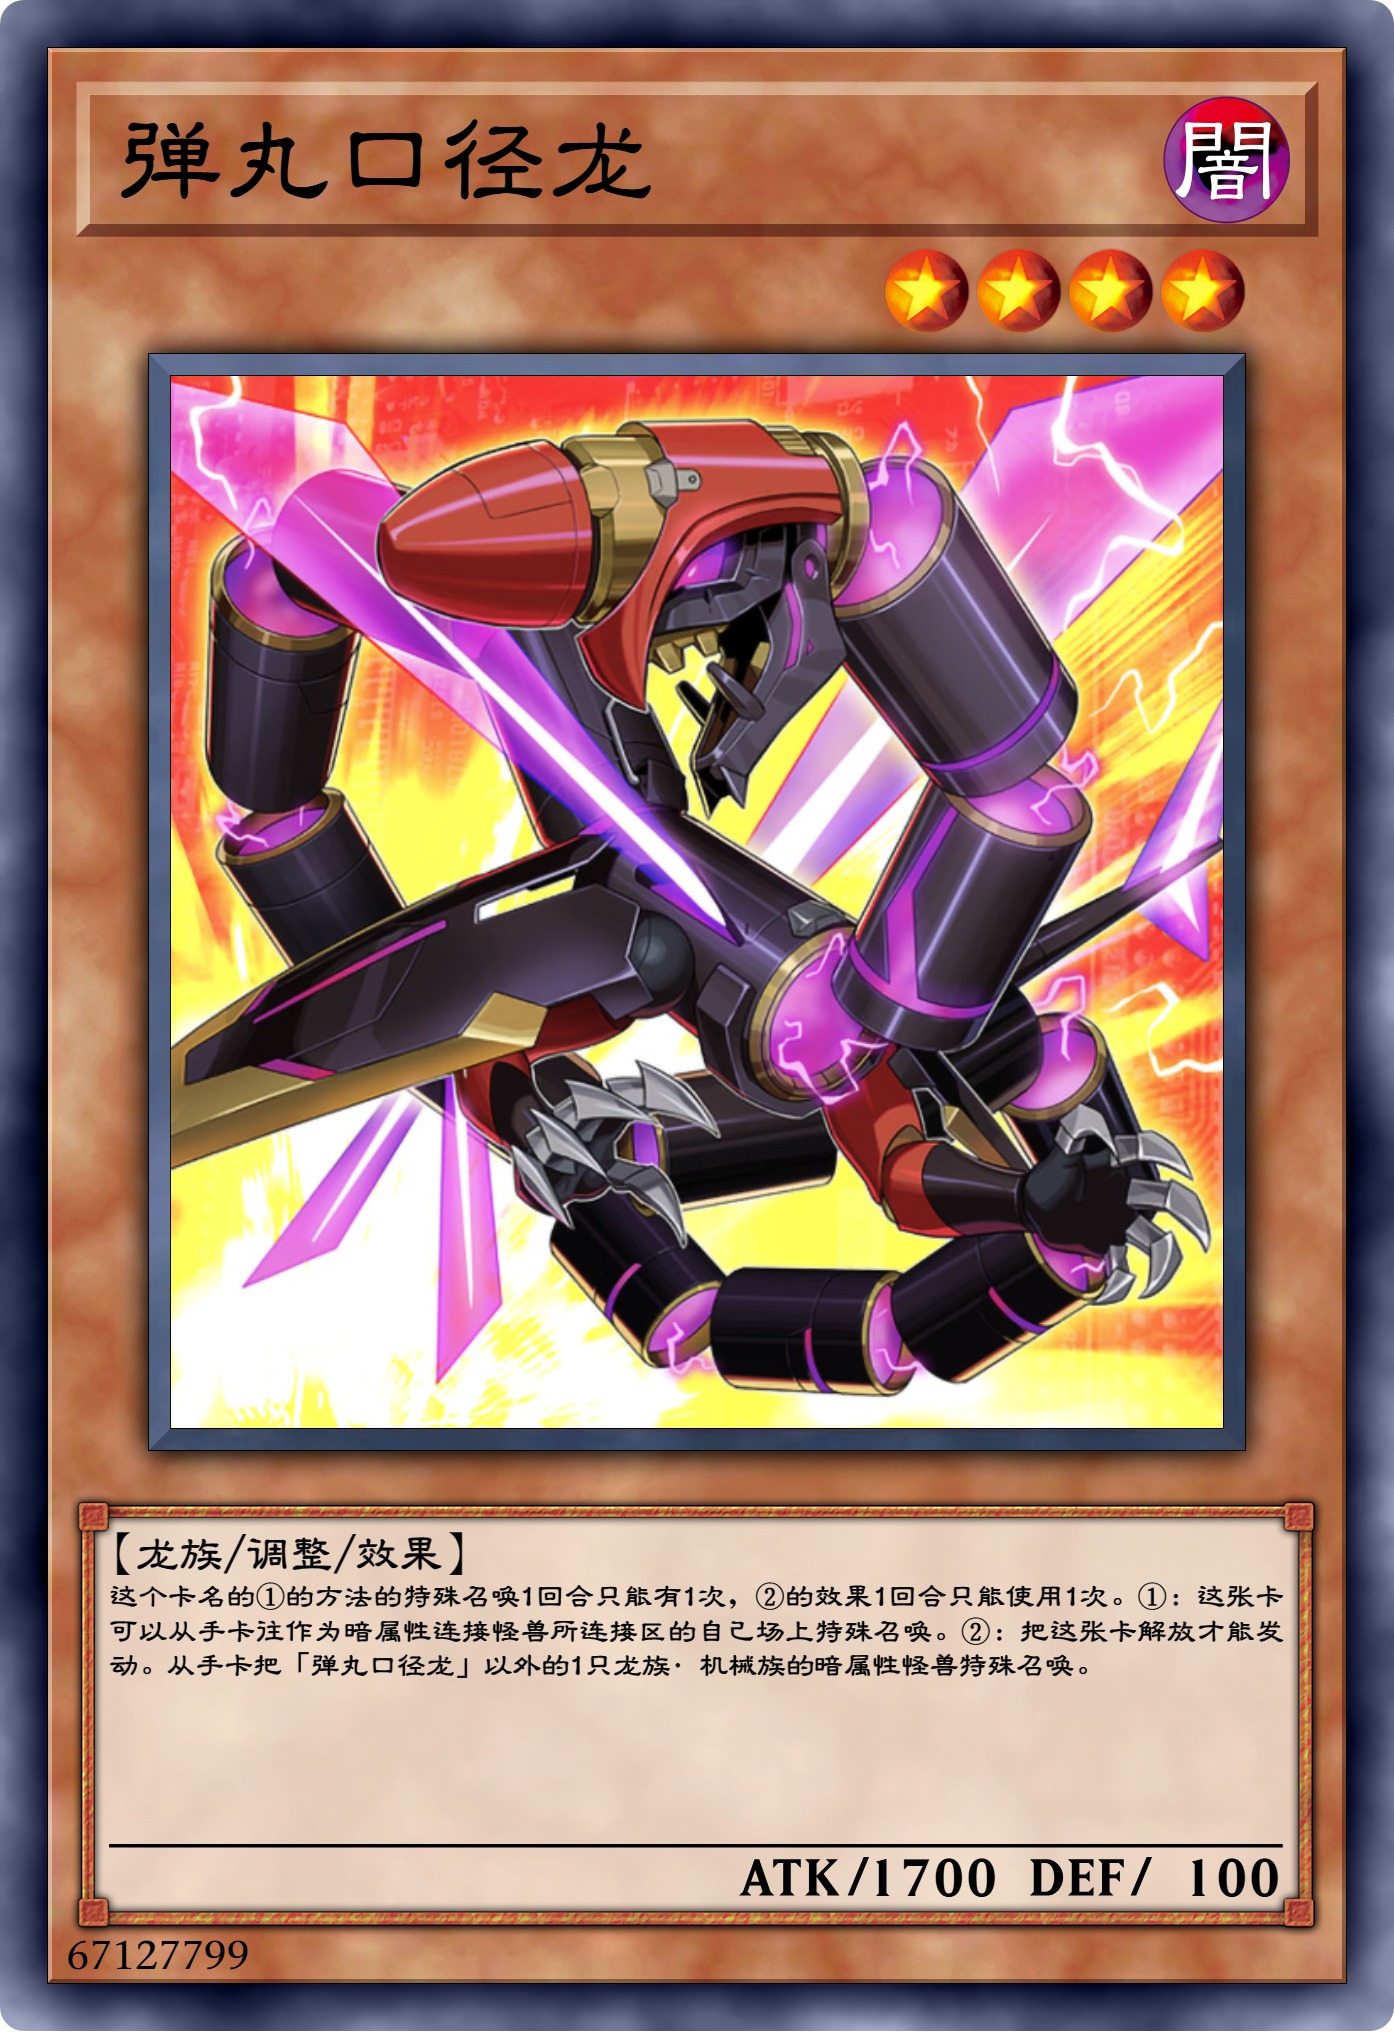 弹丸口径龙
闇
【龙族/调整/效果】
这个卡名的①的方法的特殊召唤1回合只能有1次，②的效果1回合只能使用1次。①：这张卡
可以从手卡往作为暗属性连接怪兽所连接区的自己场上特殊召唤。②：把这张卡解放才能发
动。从手卡把「弹丸口径龙」以外的1只龙族·机械族的暗属性怪兽特殊召唤。
ATK/1700 DEF/ 100
67127799